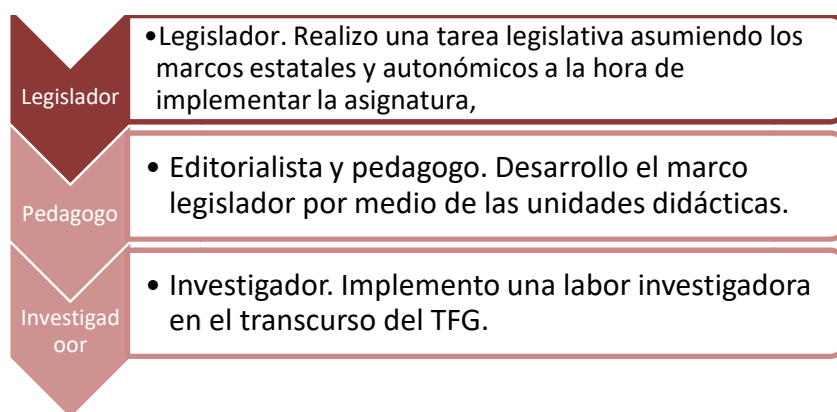 Legislador
•Legislador. Realizo una tarea legislativa asumiendo los
marcos estatales y autonómicos a la hora de
implementar la asignatura,
Pedagogo
• Editorialista y pedagogo. Desarrollo el marco
legislador por medio de las unidades didácticas.
Investigad
oor
• Investigador. Implemento una labor investigadora
en el transcurso del TFG.